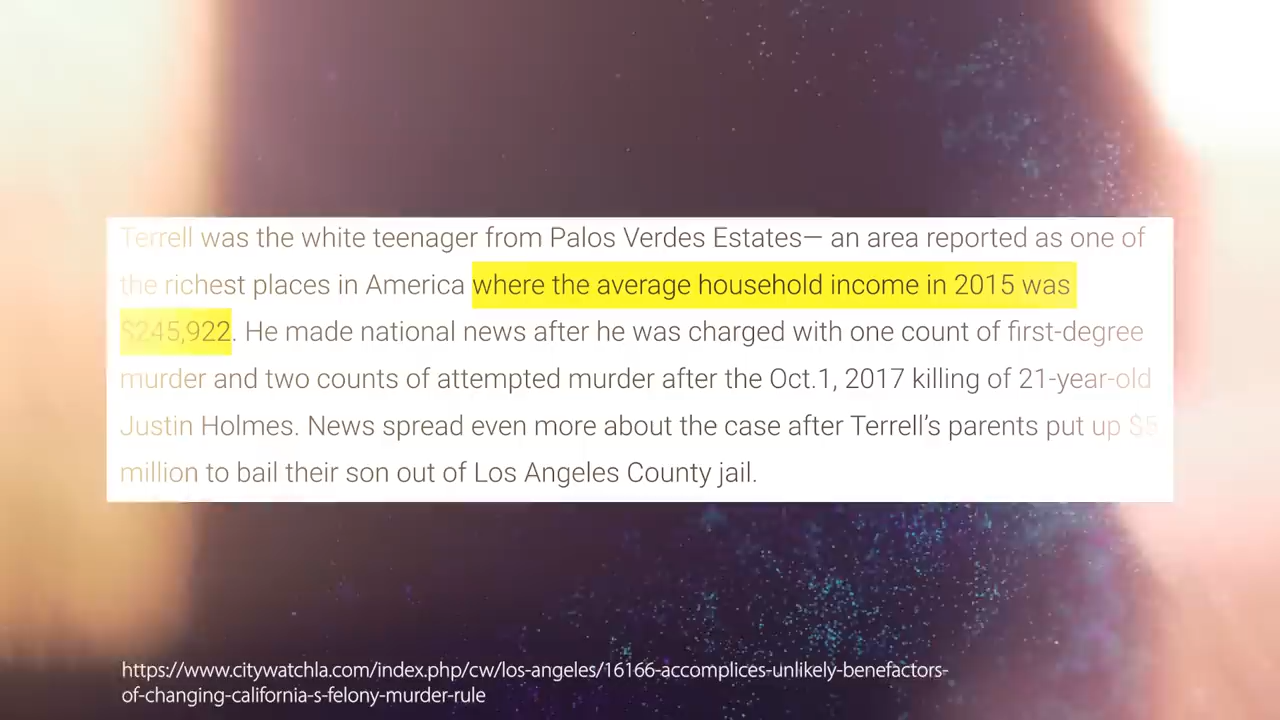 Terrell was the white teenager from Palos Verdes Estates— an area reported as one of
the richest places in America where the average household income in 2015 was
$245,922. He made national news after he was charged with one count of first-degree
murder and two counts of attempted murder after the Oct.1, 2017 killing of 21-year-old
Justin Holmes. News spread even more about the case after Terrell’s parents put up $5
million to bail their son out of Los Angeles County jail.
https://www.citywatchla.com/index.php/cw/los-angeles/16166-accomplices-unlikely-benefactors-
of-changing-california-s-felony-murder-rule